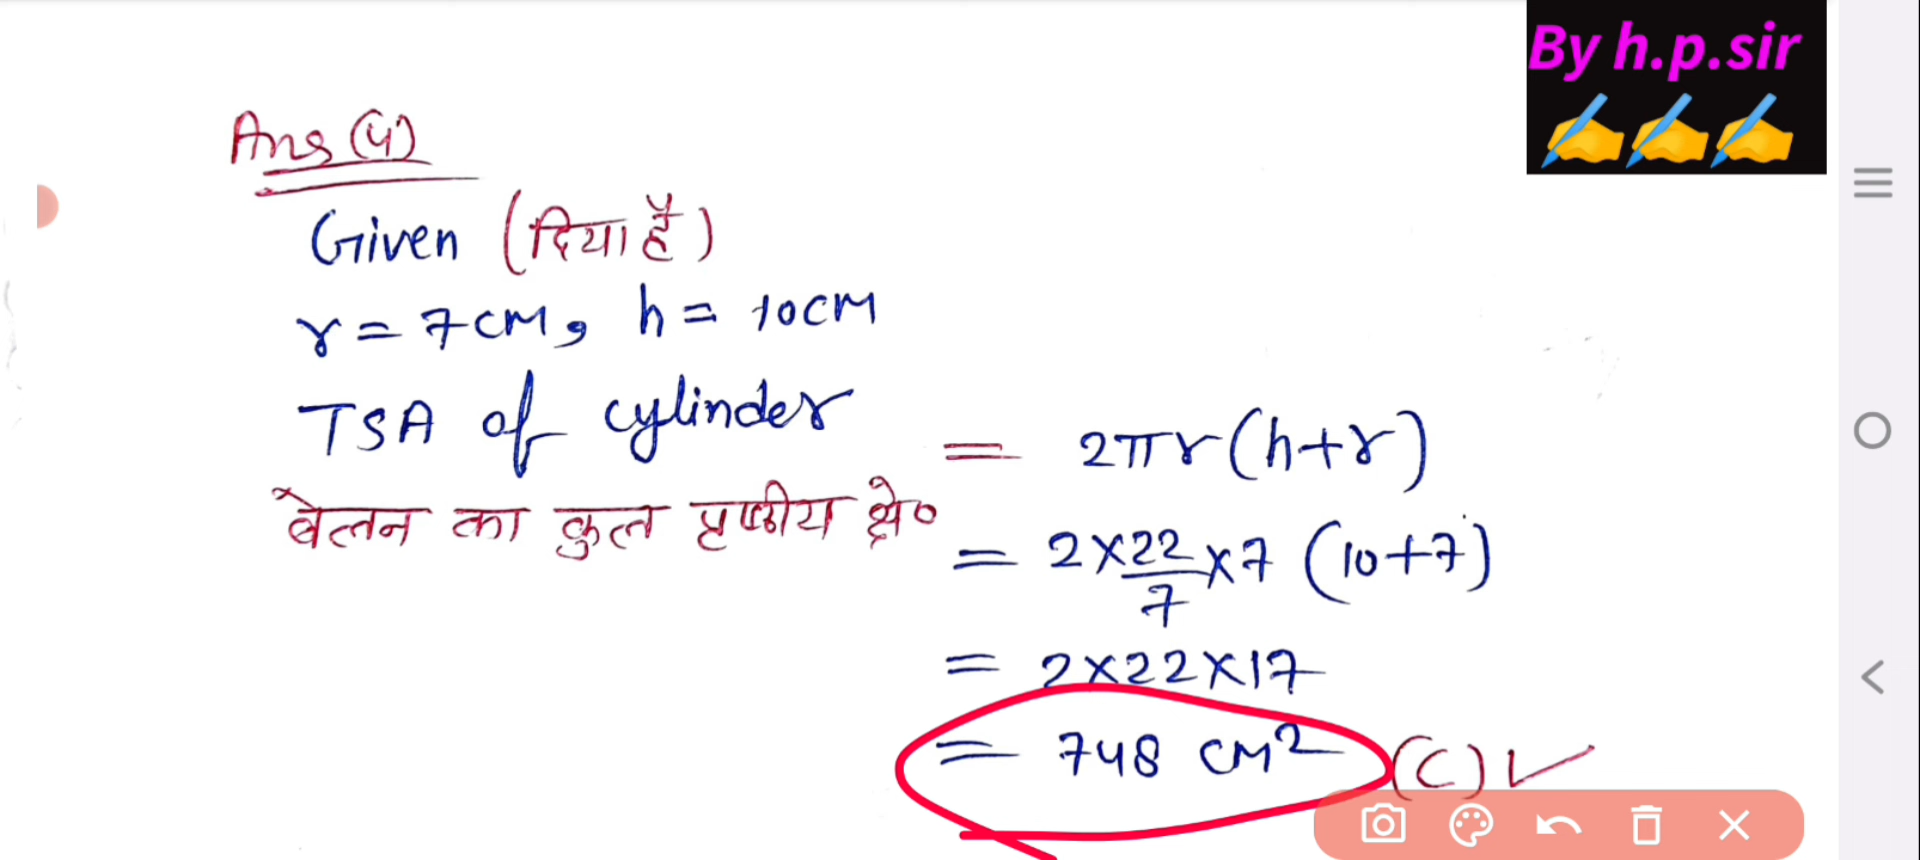 By h.p.sir
Ans (4)
Given (दिया है)
r = 7cm, h = 10cm
TSA of cylinder
= 2πr(h+r)
बेलन का कुल पृष्ठीय क्षे०
= 2×22/7×7 (10+7)
= 2×22×17
= 748 cm² (C) ✓